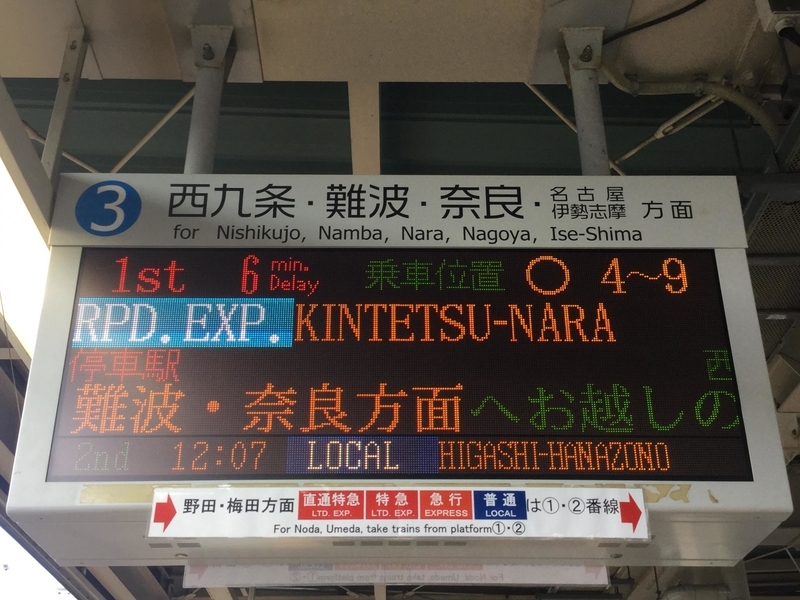 3 西九条・難波・奈良・名古屋 伊勢志摩 方面
for Nishikujo, Namba, Nara, Nagoya, Ise-Shima
1st 6 min. Delay 乗車位置 ○ 4～9
RPD. EXP. KINTETSU-NARA
停車駅 西
難波・奈良方面へお越しの
2nd 12:07 LOCAL HIGASHI-HANAZONO
野田・梅田方面 直通特急 LTD. EXP. 特急 LTD. EXP. 急行 EXPRESS 普通 LOCAL は①・②番線
For Noda, Umeda, take trains from platform①・②